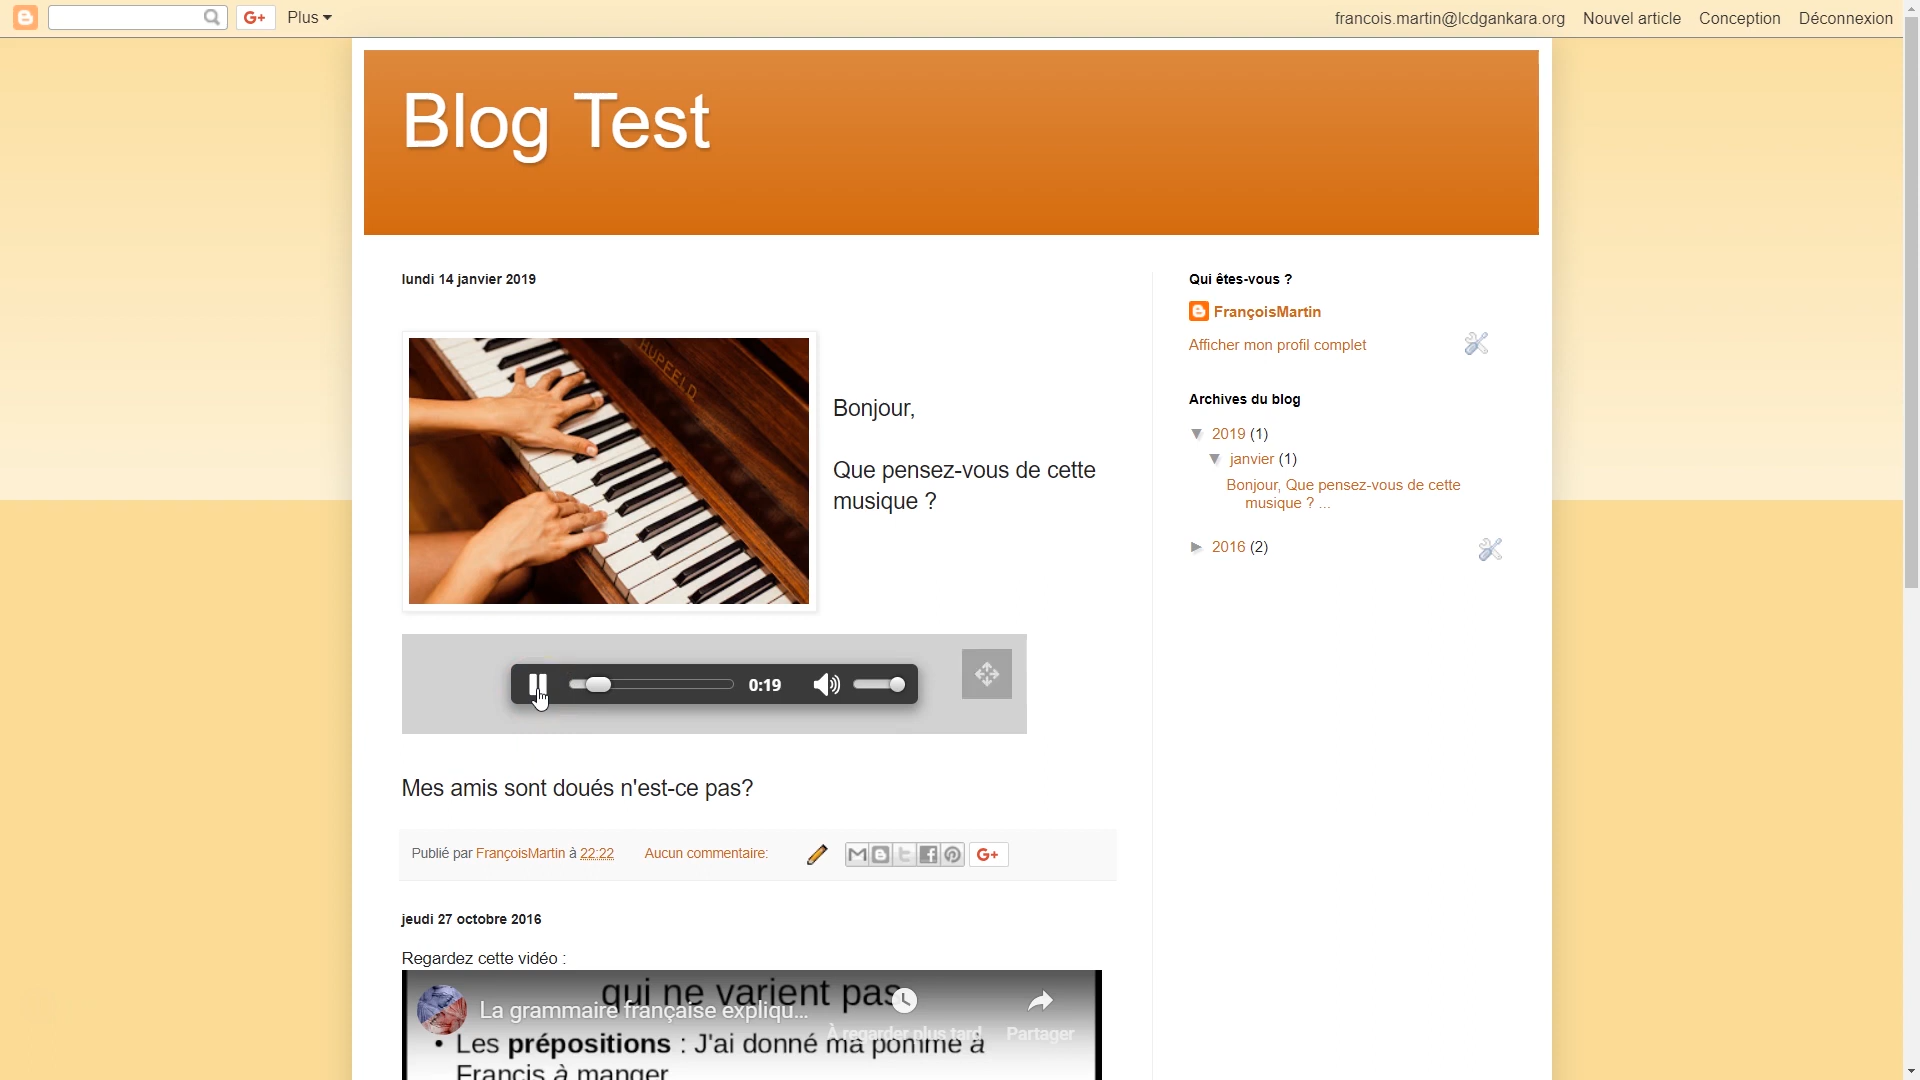 G+ Plus
francois.martin@lcdgankara.org Nouvel article Conception Déconnexion
Blog Test
lundi 14 janvier 2019
HUPFELD
Bonjour,
Que pensez-vous de cette
musique ?
0:19
Mes amis sont doués n'est-ce pas?
Publié par FrançoisMartin à 22:22 Aucun commentaire:
G+
jeudi 27 octobre 2016
Regardez cette vidéo :
qui ne varient pas
La grammaire française expliqu...
À regarder plus tard Partager
• Les prépositions : J'ai donné ma pomme à
Francis à manger
Qui êtes-vous ?
FrançoisMartin
Afficher mon profil complet
Archives du blog
▼ 2019 (1)
▼ janvier (1)
Bonjour, Que pensez-vous de cette
musique ? ...
► 2016 (2)